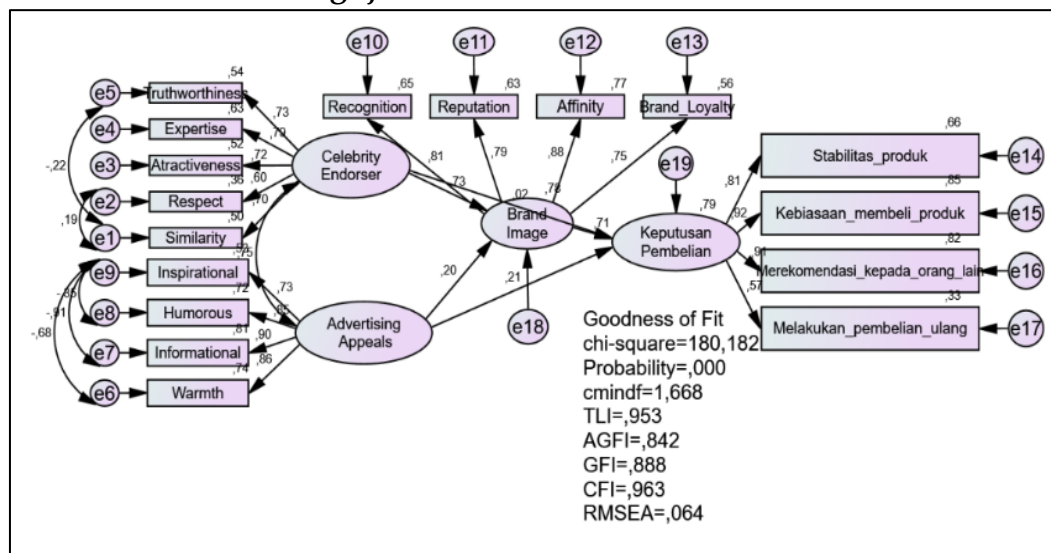 e10
e11
e12
e13
,65
,63
,77
,56
Recognition
Reputation
Affinity
Brand_Loyalty
,54
e5
Truthworthiness
,73
,63
e4
Expertise
,79
,52
e3
Atractiveness
,72
,36
e2
Respect
,60
,50
e1
Similarity
,70
-,22
,19
Celebrity
Endorser
,81
,79
,88
,75
,73
,02
,78
Brand
Image
,71
e19
,79
Keputusan
Pembelian
,66
Stabilitas_produk
e14
,81
,85
Kebiasaan_membeli_produk
e15
,92
,82
Merekomendasi_kepada_orang_lain
e16
,91
,33
Melakukan_pembelian_ulang
e17
,57
,75
e9
Inspirational
,73
,72
e8
Humorous
,81
e7
Informational
,90
,74
e6
Warmth
,86
-,91
-,68
Advertising
Appeals
,20
,21
e18
Goodness of Fit
chi-square=180,182
Probability=,000
cmindf=1,668
TLI=,953
AGFI=,842
GFI=,888
CFI=,963
RMSEA=,064